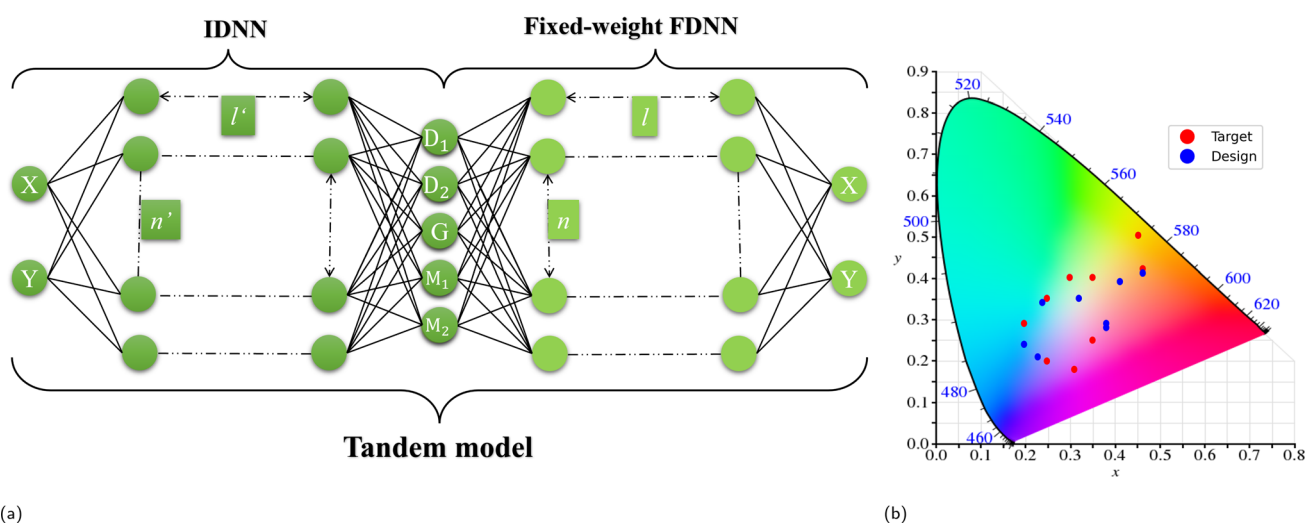 IDNN
Fixed-weight FDNN
l‘
l
X
Y
n’
D1
D2
G
M1
M2
n
X
Y
Tandem model
(a)
0.9
0.8
0.7
0.6
0.5
0.4
0.3
0.2
0.1
0.0
y
0.0 0.1 0.2 0.3 0.4 0.5 0.6 0.7 0.8
x
520
540
560
500
580
600
620
480
460
Target
Design
(b)